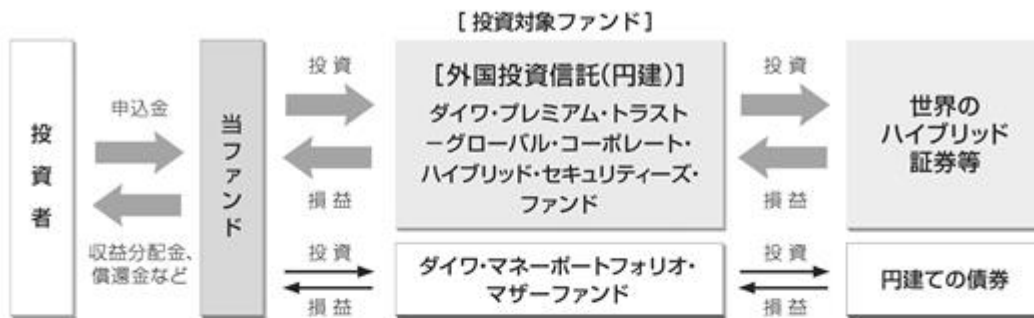 [ 投資対象ファンド ]
投資者
申込金
収益分配金、
償還金など
当ファンド
投 資
損 益
[外国投資信託(円建)]
ダイワ・プレミアム・トラスト
−グローバル・コーポレート・
ハイブリッド・セキュリティーズ・
ファンド
投 資
損 益
世界の
ハイブリッド
証券等
投 資
損 益
ダイワ・マネーポートフォリオ・
マザーファンド
投 資
損 益
円建ての債券